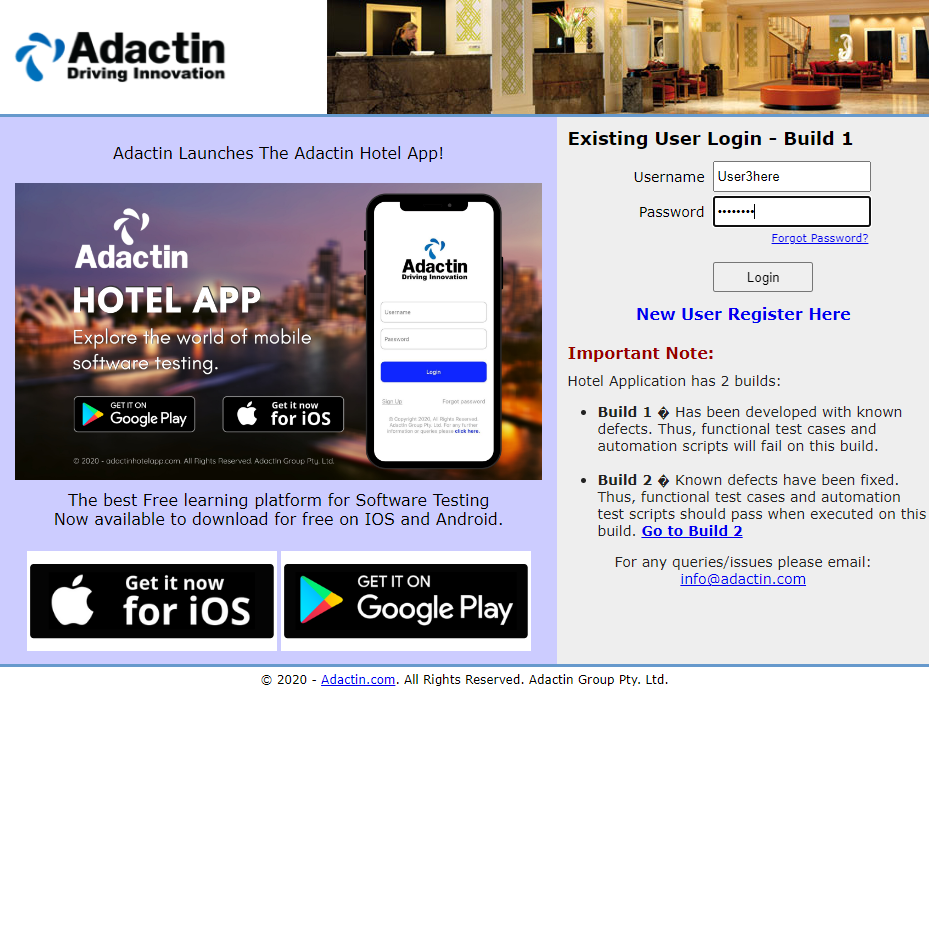 Adactin
Driving Innovation
Adactin Launches The Adactin Hotel App!
Adactin
HOTEL APP
Explore the world of mobile
software testing.
GET IT ON
Google Play
Get it now
for iOS
© 2020 - adactinhotelapp.com. All Rights Reserved. Adactin Group Pty. Ltd.
Adactin
Driving Innovation
Username
Password
Login
Sign Up
Forgot password
© Copyright 2020. All Rights Reserved.
Adactin Group Pty. Ltd. For any further
information or queries please click here.
The best Free learning platform for Software Testing
Now available to download for free on IOS and Android.
Get it now
for iOS
GET IT ON
Google Play
Existing User Login - Build 1
Username User3here
Password ••••••••
Forgot Password?
Login
New User Register Here
Important Note:
Hotel Application has 2 builds:
• Build 1 � Has been developed with known
defects. Thus, functional test cases and
automation scripts will fail on this build.
• Build 2 � Known defects have been fixed.
Thus, functional test cases and automation
test scripts should pass when executed on this
build. Go to Build 2
For any queries/issues please email:
info@adactin.com
© 2020 - Adactin.com. All Rights Reserved. Adactin Group Pty. Ltd.